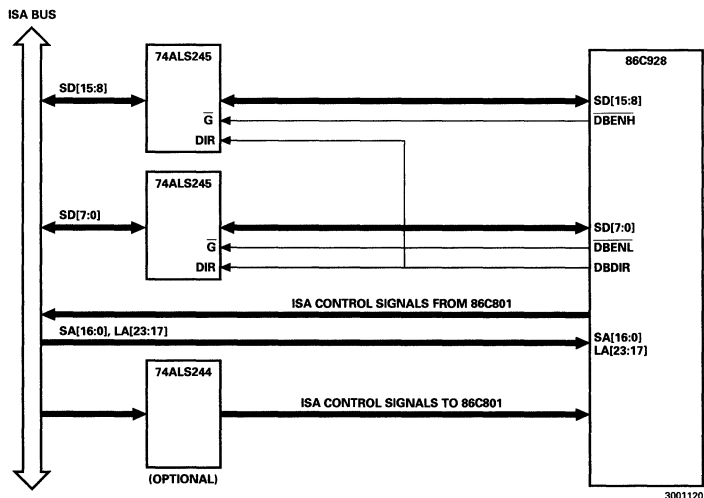 ISA BUS
74ALS245
86C928
SD[15:8]
SD[15:8]
G
DBENH
DIR
74ALS245
SD[7:0]
SD[7:0]
G
DBENL
DIR
DBDIR
ISA CONTROL SIGNALS FROM 86C801
SA[16:0], LA[23:17]
SA[16:0]
LA[23:17]
74ALS244
ISA CONTROL SIGNALS TO 86C801
(OPTIONAL)
3001120